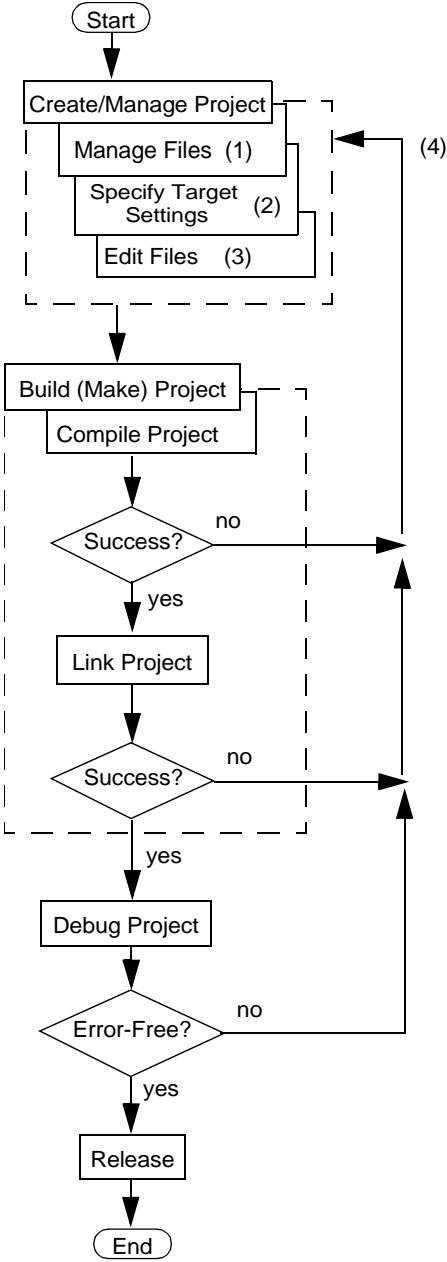 Start
Create/Manage Project
Manage Files (1)
(4)
Specify Target
Settings (2)
Edit Files (3)
Build (Make) Project
Compile Project
Success?
no
yes
Link Project
Success?
no
yes
Debug Project
Error-Free?
no
yes
Release
End